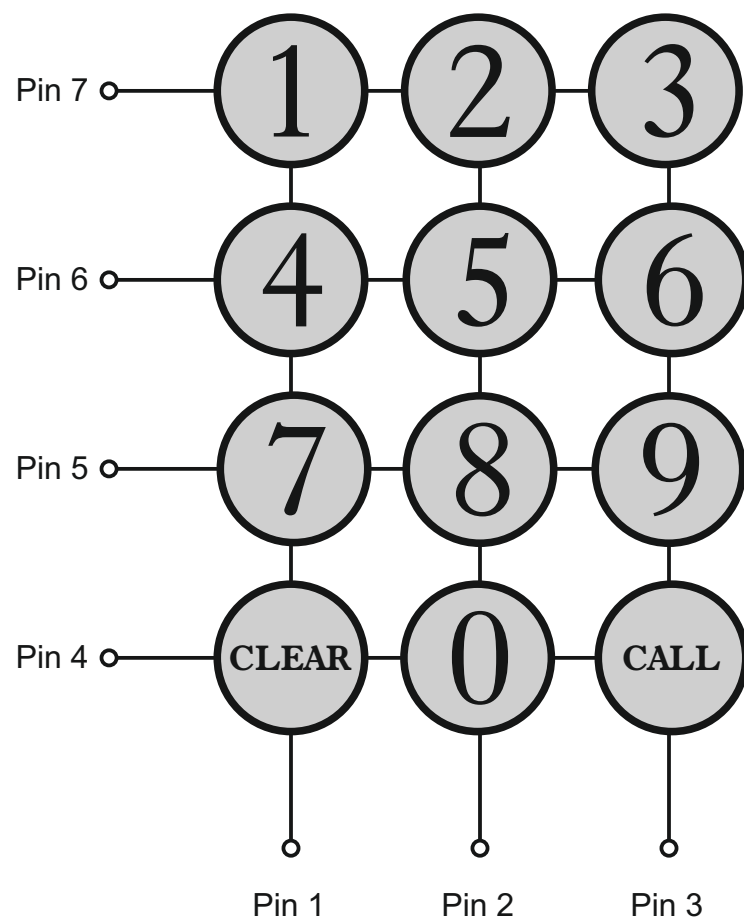 Pin 7 1 2 3
Pin 6 4 5 6
Pin 5 7 8 9
Pin 4 CLEAR 0 CALL
Pin 1 Pin 2 Pin 3